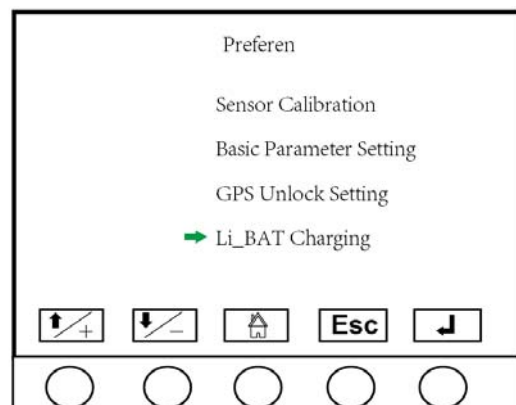 Preferen
Sensor Calibration
Basic Parameter Setting
GPS Unlock Setting
Li_BAT Charging
+ - Esc